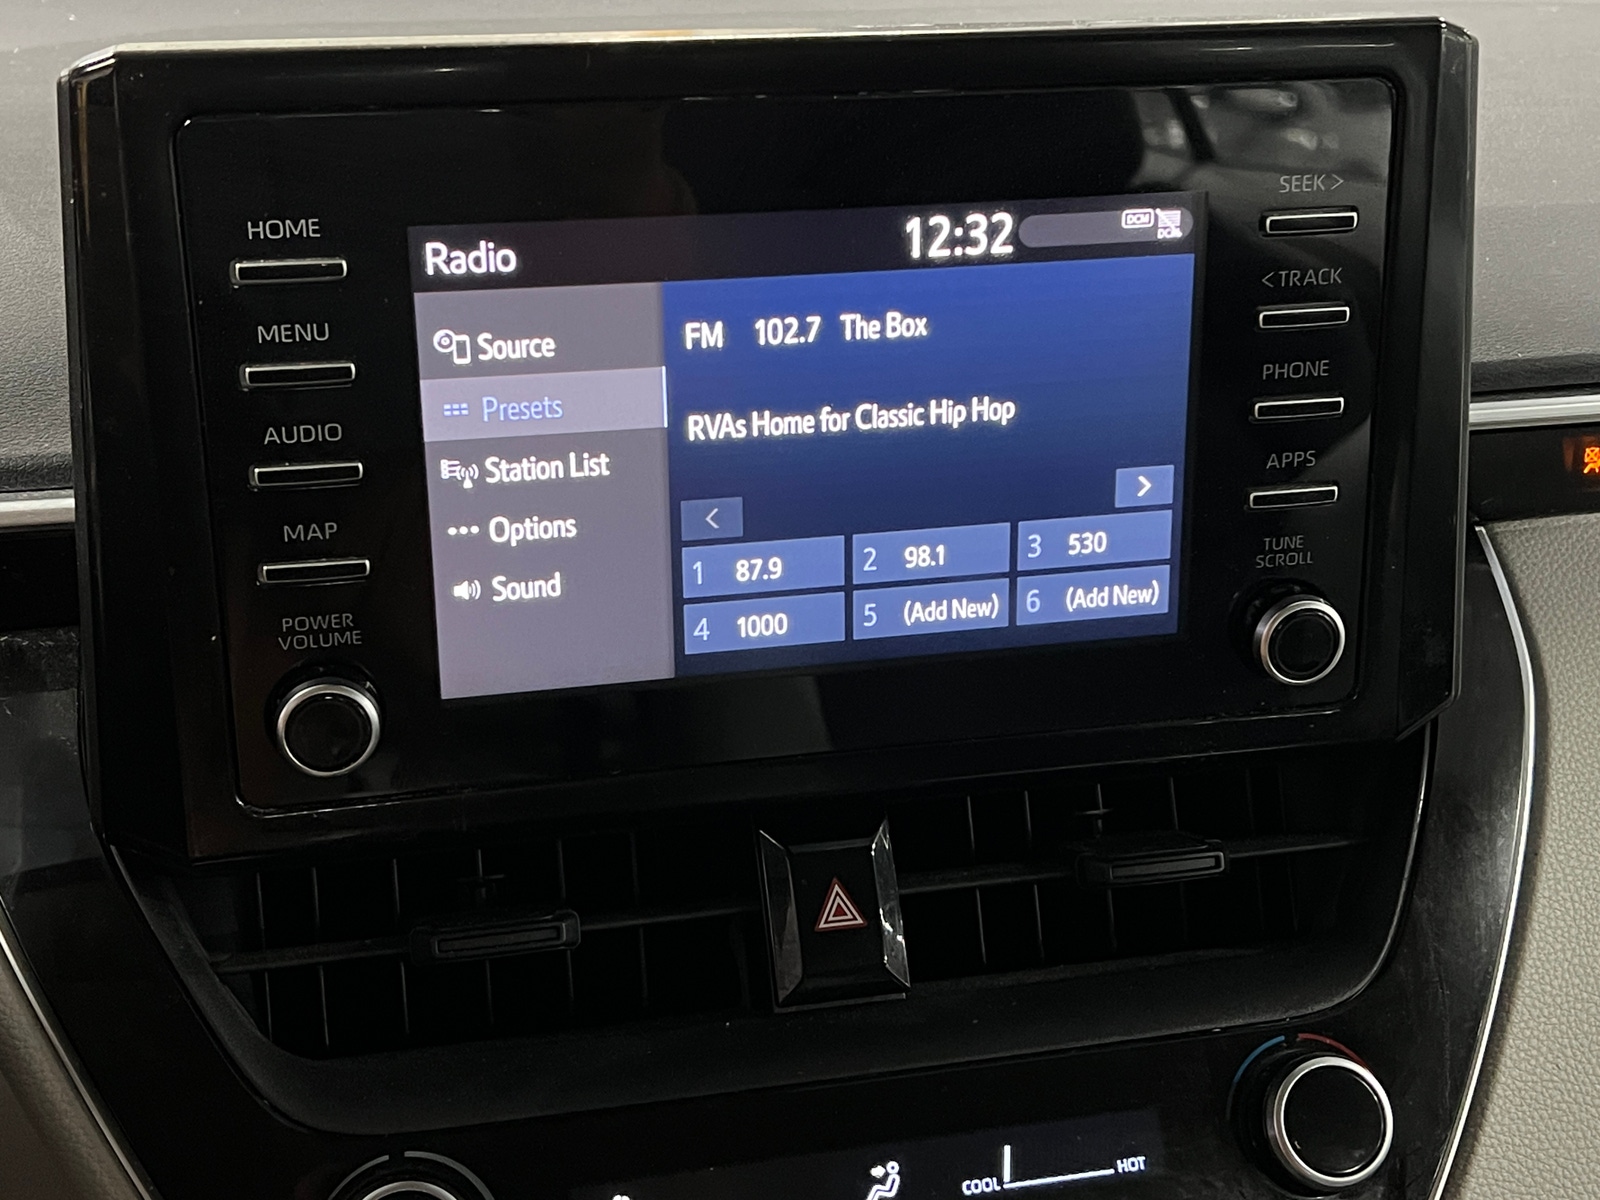 HOME
MENU
AUDIO
MAP
POWER
VOLUME
Radio
12:32
DCM
DCM
Source
Presets
Station List
Options
Sound
FM 102.7 The Box
RVAs Home for Classic Hip Hop
<
>
1 87.9
2 98.1
3 530
4 1000
5 (Add New)
6 (Add New)
SEEK >
< TRACK
PHONE
APPS
TUNE
SCROLL
COOL
HOT